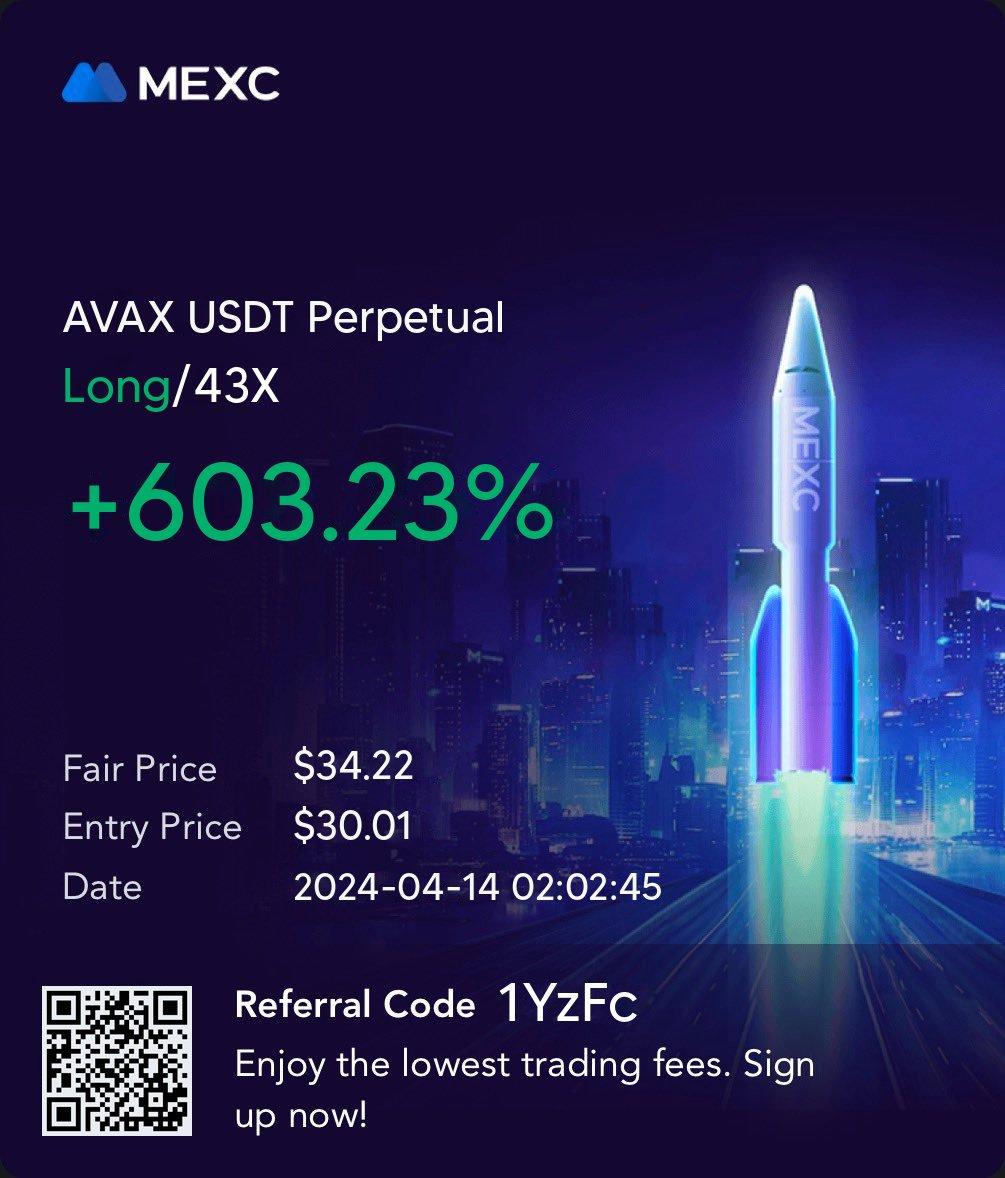 MEXC
AVAX USDT Perpetual
Long/43X
+603.23%
MEXC
Fair Price $34.22
Entry Price $30.01
Date 2024-04-14 02:02:45
Referral Code 1YzFc
Enjoy the lowest trading fees. Sign
up now!